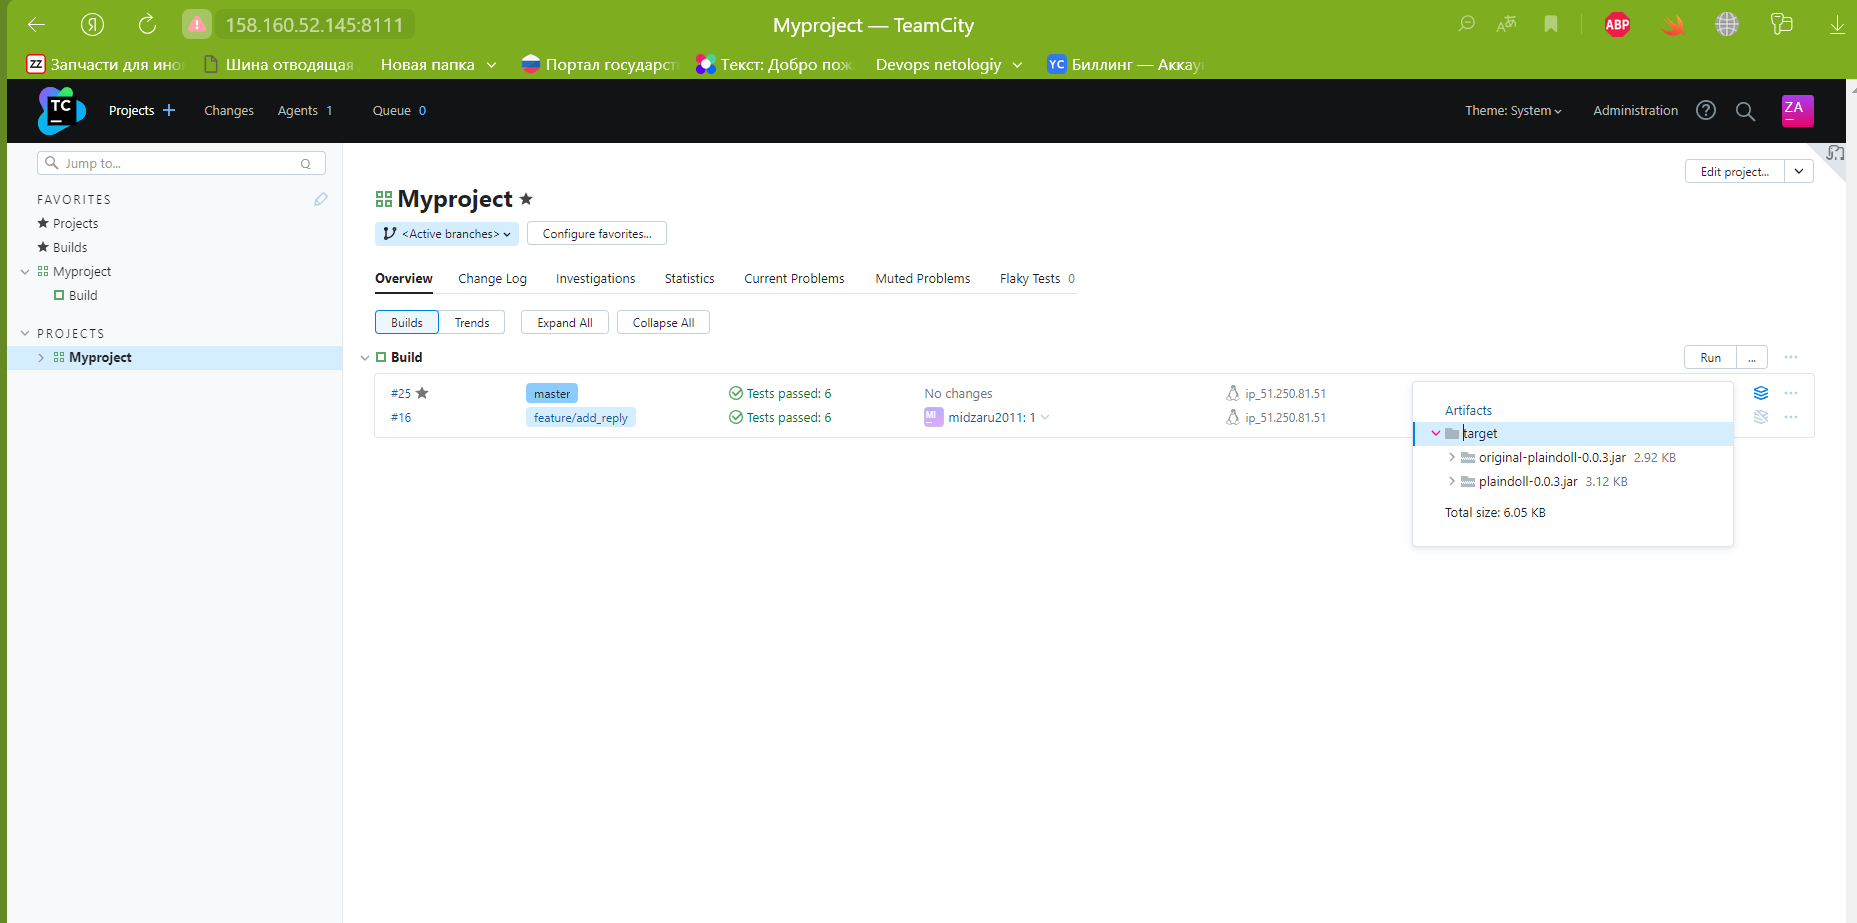 158.160.52.145:8111
Myproject — TeamCity
ABP
ZZ Запчасти для ино
Шина отводящая
Новая папка
Портал государст
Текст: Добро пож
Devops netologiy
YC Биллинг — Аккау
TC
Projects
Changes
Agents 1
Queue 0
Theme: System
Administration
ZA
Jump to...
Q
Edit project...
FAVORITES
Projects
Builds
Myproject
Build
PROJECTS
Myproject
Myproject
<Active branches>
Configure favorites...
Overview
Change Log
Investigations
Statistics
Current Problems
Muted Problems
Flaky Tests 0
Builds
Trends
Expand All
Collapse All
Build
Run
...
#25
master
Tests passed: 6
No changes
ip_51.250.81.51
#16
feature/add_reply
Tests passed: 6
MI
midzaru2011: 1
ip_51.250.81.51
Artifacts
target
original-plaindoll-0.0.3.jar 2.92 KB
plaindoll-0.0.3.jar 3.12 KB
Total size: 6.05 KB